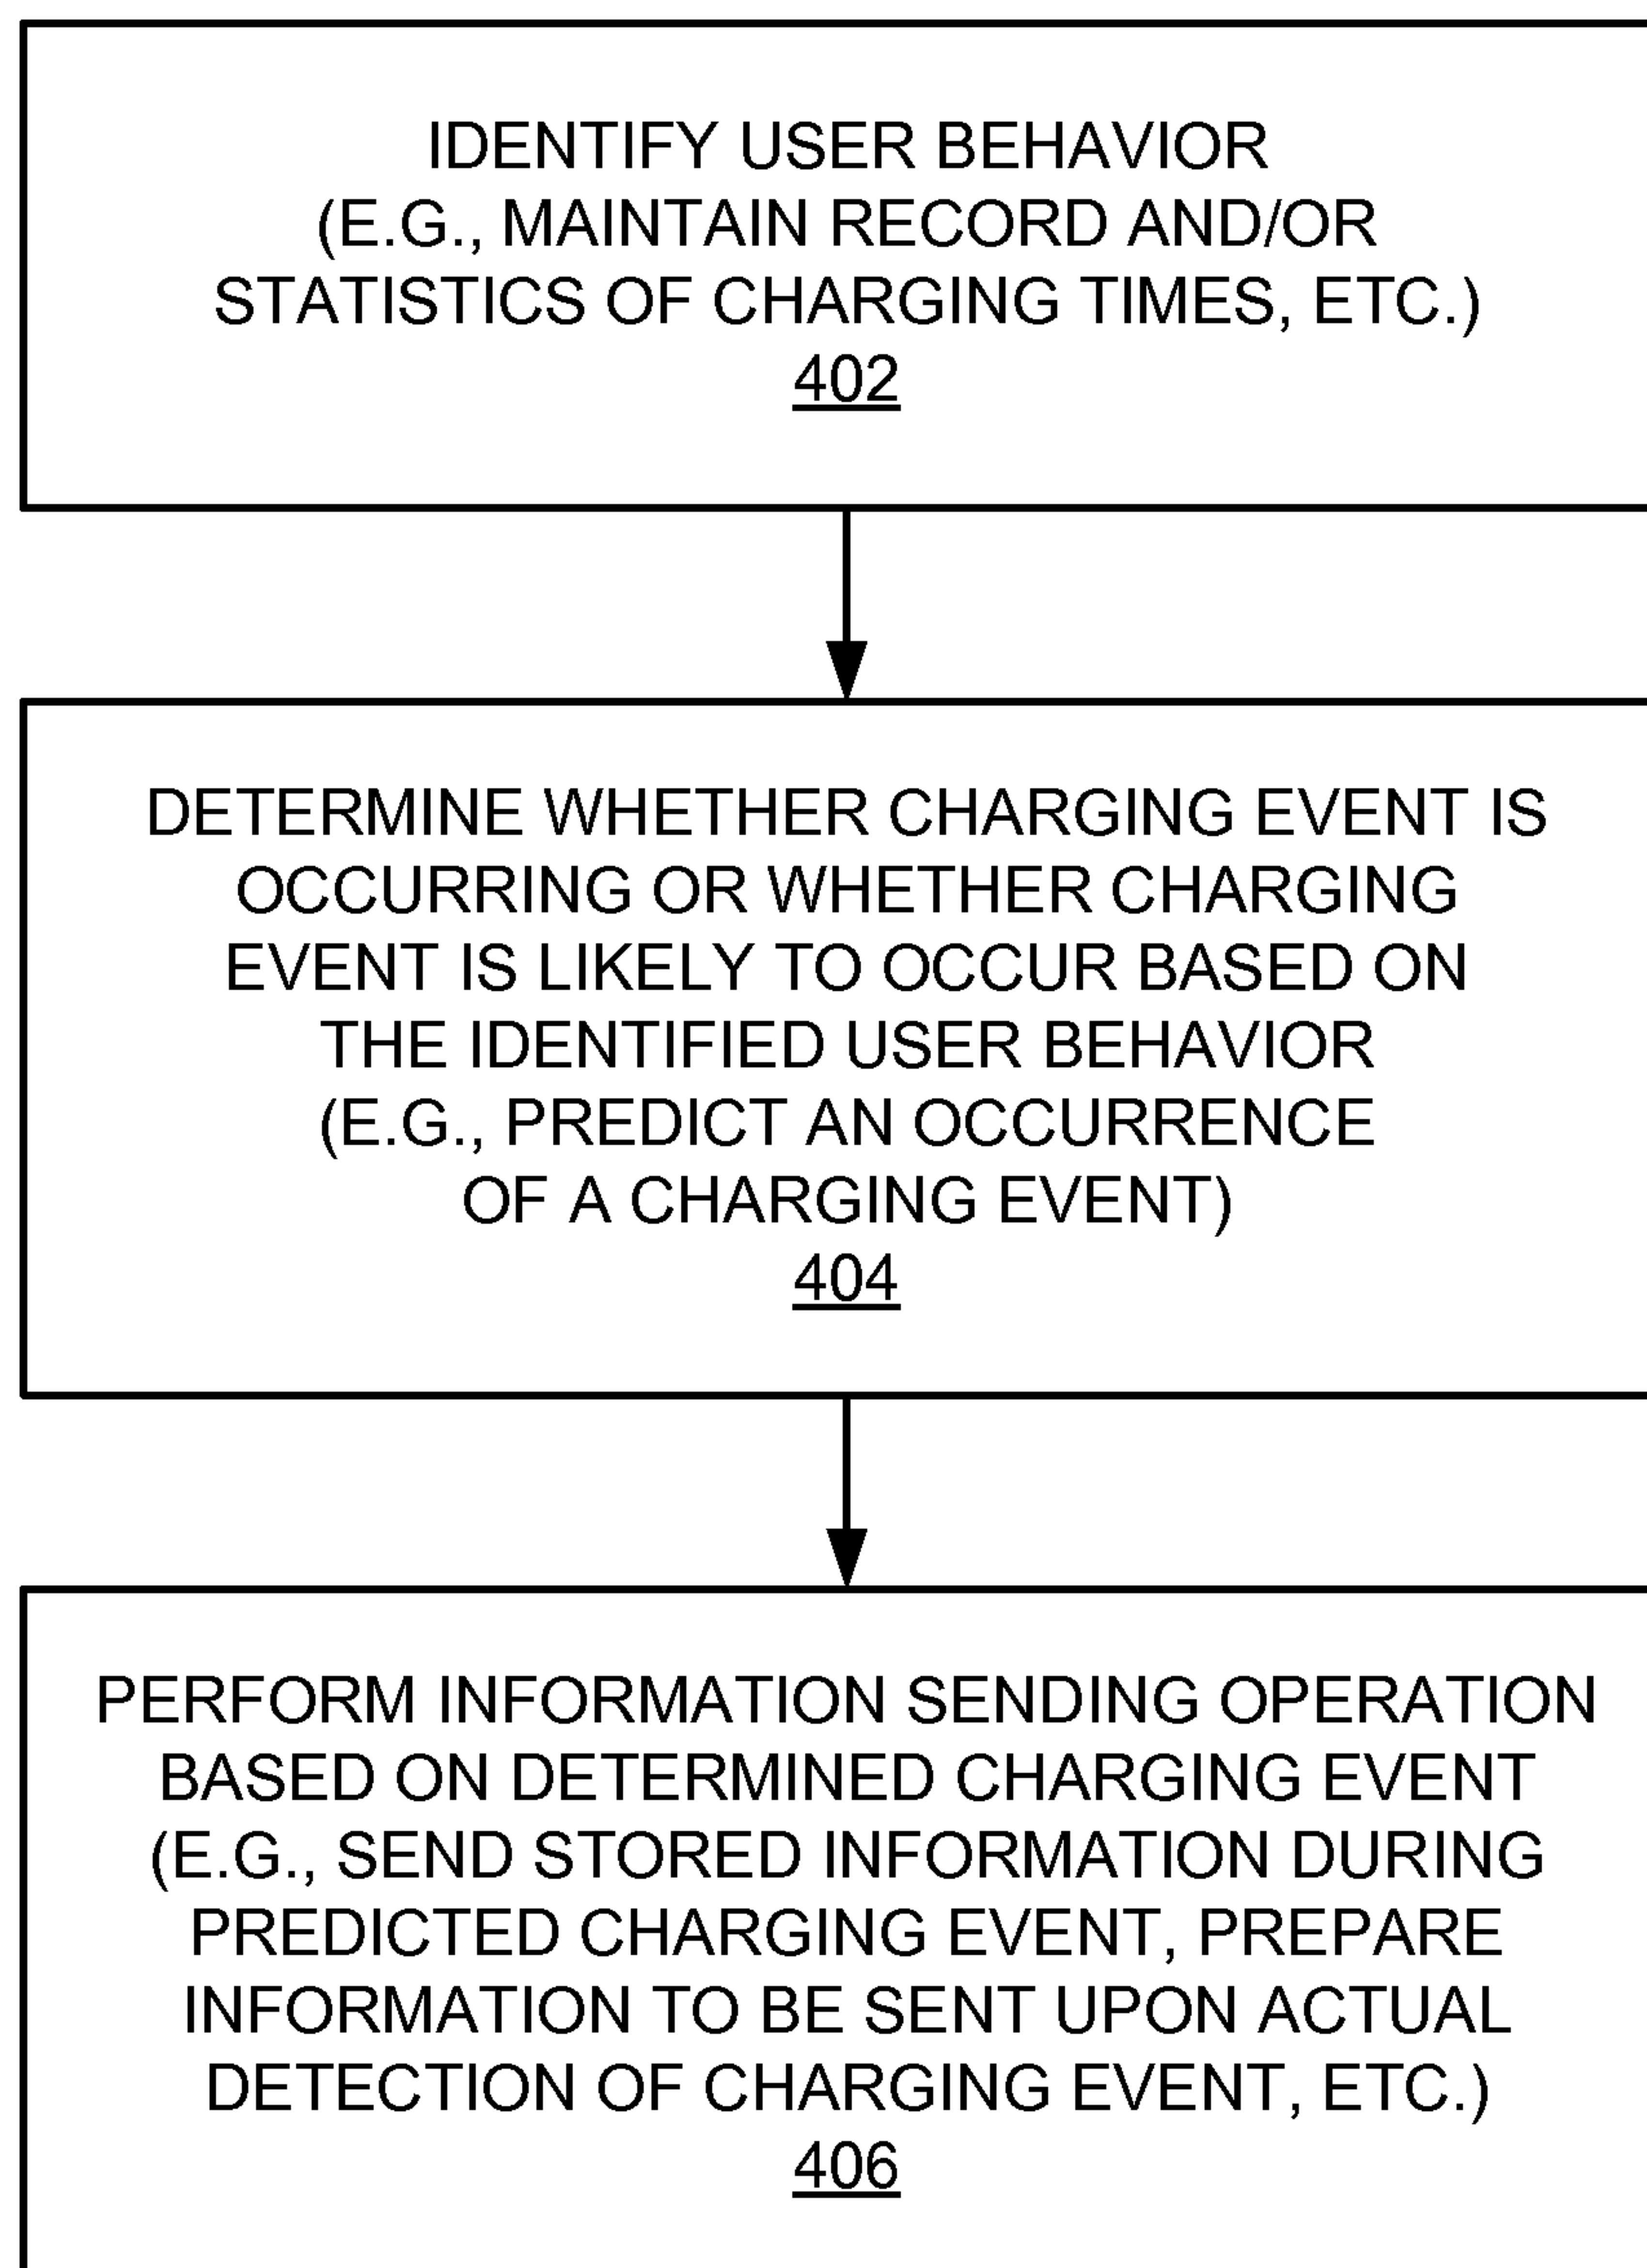 IDENTIFY USER BEHAVIOR
(E.G., MAINTAIN RECORD AND/OR
STATISTICS OF CHARGING TIMES, ETC.)
402
DETERMINE WHETHER CHARGING EVENT IS
OCCURRING OR WHETHER CHARGING
EVENT IS LIKELY TO OCCUR BASED ON
THE IDENTIFIED USER BEHAVIOR
(E.G., PREDICT AN OCCURRENCE
OF A CHARGING EVENT)
404
PERFORM INFORMATION SENDING OPERATION
BASED ON DETERMINED CHARGING EVENT
(E.G., SEND STORED INFORMATION DURING
PREDICTED CHARGING EVENT, PREPARE
INFORMATION TO BE SENT UPON ACTUAL
DETECTION OF CHARGING EVENT, ETC.)
406